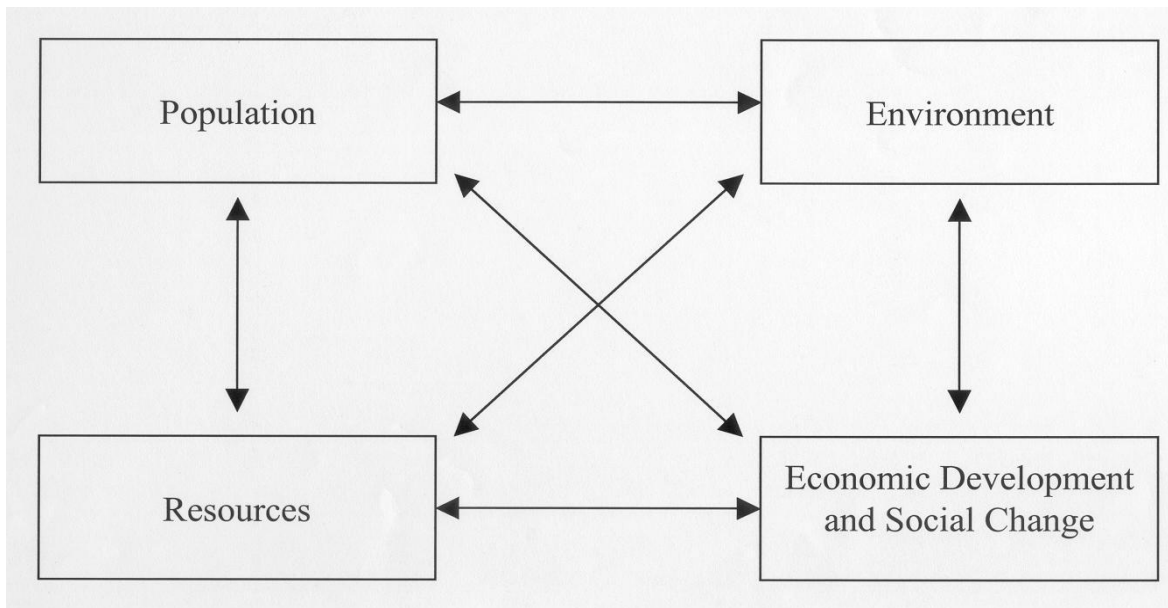 Population
Environment
Resources
Economic Development
and Social Change